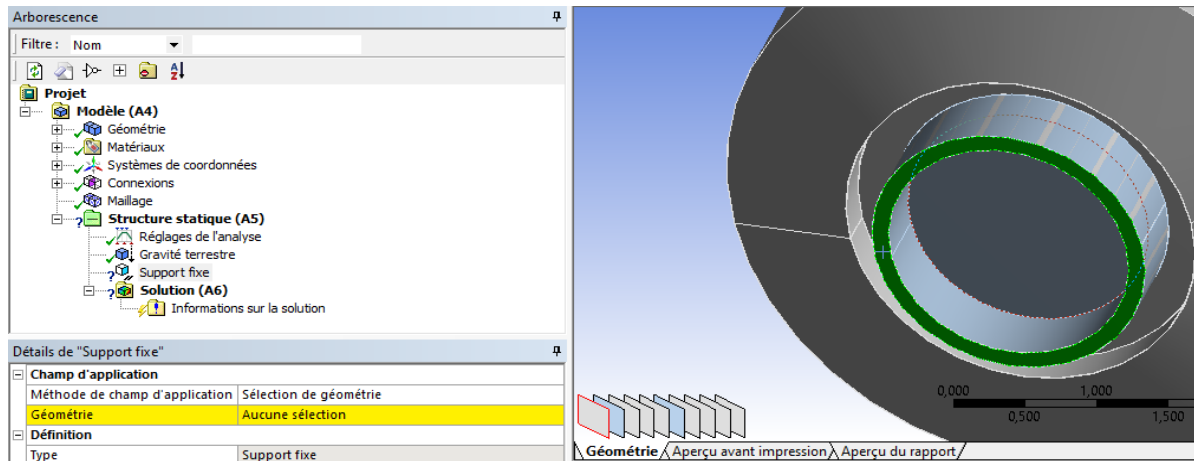 Arborescence
Filtre : Nom
Projet
Modèle (A4)
Géométrie
Matériaux
Systèmes de coordonnées
Connexions
Maillage
Structure statique (A5)
Réglages de l'analyse
Gravité terrestre
Support fixe
Solution (A6)
Informations sur la solution
Détails de "Support fixe"
Champ d'application
Méthode de champ d'application Sélection de géométrie
Géométrie Aucune sélection
Définition
Type Support fixe
0,000 1,000
0,500 1,500
Géométrie Aperçu avant impression Aperçu du rapport